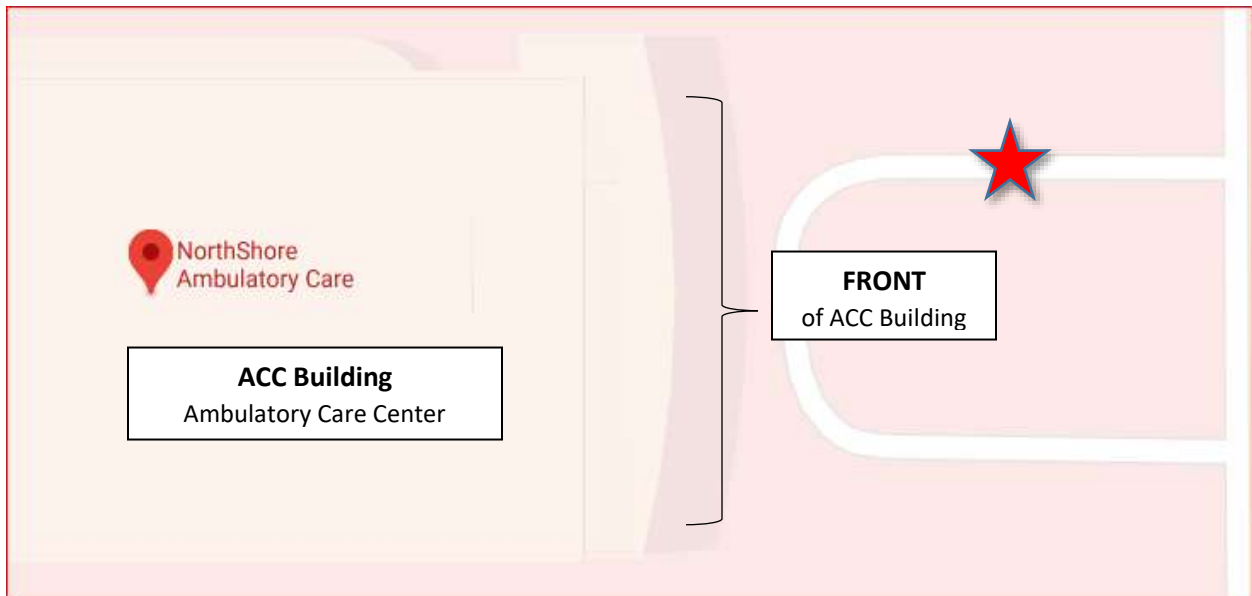 NorthShore
Ambulatory Care
FRONT
of ACC Building
ACC Building
Ambulatory Care Center